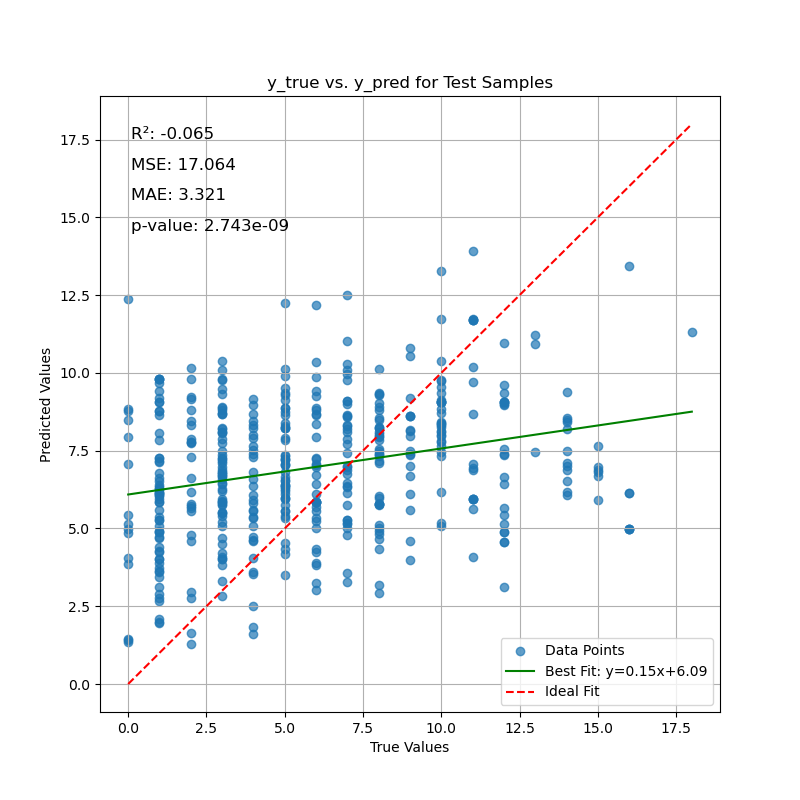 y_true vs. y_pred for Test Samples
R²: -0.065
MSE: 17.064
MAE: 3.321
p-value: 2.743e-09
17.5
15.0
12.5
10.0
7.5
5.0
2.5
0.0
Predicted Values
Data Points
Best Fit: y=0.15x+6.09
Ideal Fit
0.0 2.5 5.0 7.5 10.0 12.5 15.0 17.5
True Values